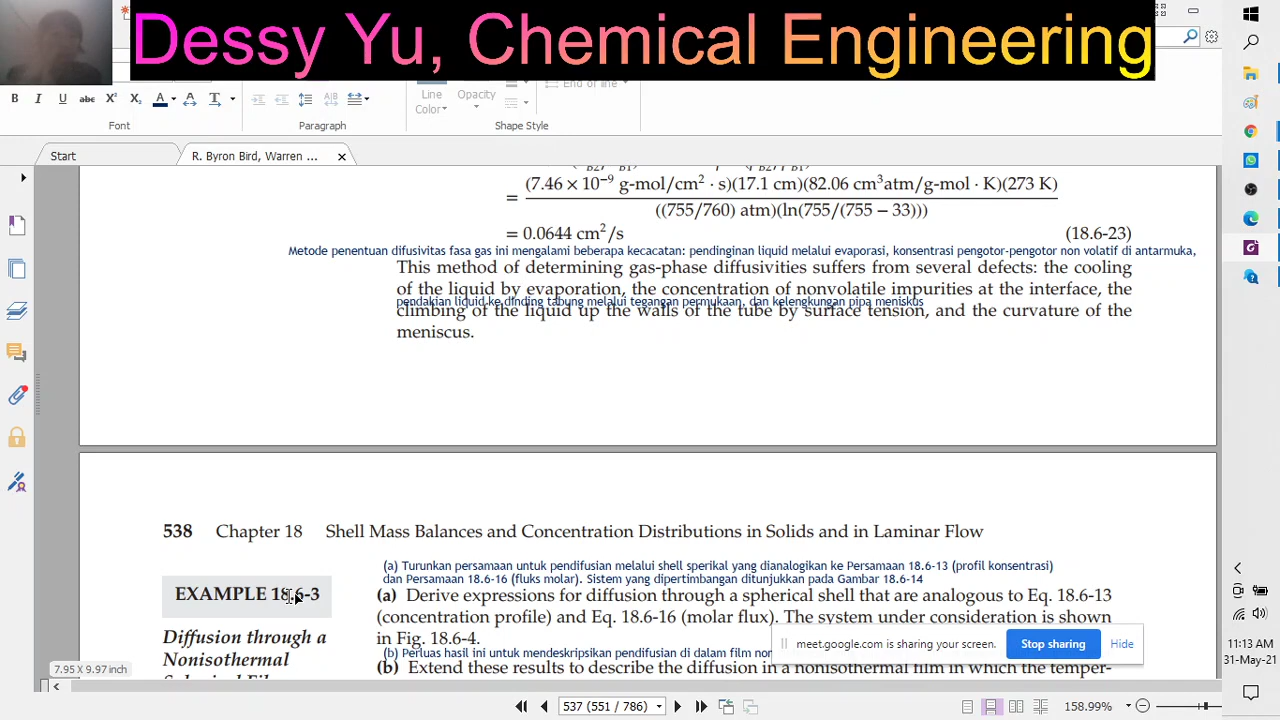 Dessy Yu, Chemical Engineering
B I U abc X² X₂ A T
Line
Color
Opacity
End of line
Font
Paragraph
Shape Style
Start
R. Byron Bird, Warren ...
= (7.46 × 10⁻⁹ g-mol/cm² · s)(17.1 cm)(82.06 cm³atm/g-mol · K)(273 K)
((755/760) atm)(ln(755/(755 − 33)))
= 0.0644 cm²/s (18.6-23)
Metode penentuan difusivitas fasa gas ini mengalami beberapa kecacatan: pendinginan liquid melalui evaporasi, konsentrasi pengotor-pengotor non volatif di antarmuka,
This method of determining gas-phase diffusivities suffers from several defects: the cooling
of the liquid by evaporation, the concentration of nonvolatile impurities at the interface, the
pendakian liquid ke dinding tabung melalui tegangan permukaan, dan kelengkungan pipa meniskus
climbing of the liquid up the walls of the tube by surface tension, and the curvature of the
meniscus.
538 Chapter 18 Shell Mass Balances and Concentration Distributions in Solids and in Laminar Flow
(a) Turunkan persamaan untuk pendifusian melalui shell sperikal yang dianalogikan ke Persamaan 18.6-13 (profil konsentrasi)
dan Persamaan 18.6-16 (fluks molar). Sistem yang dipertimbangan ditunjukkan pada Gambar 18.6-14
EXAMPLE 18.6-3
(a) Derive expressions for diffusion through a spherical shell that are analogous to Eq. 18.6-13
(concentration profile) and Eq. 18.6-16 (molar flux). The system under consideration is shown
in Fig. 18.6-4.
Diffusion through a
Nonisothermal
(b) Perluas hasil ini untuk mendeskripsikan pendifusian di dalam film nor
(b) Extend these results to describe the diffusion in a nonisothermal film in which the temper-
meet.google.com is sharing your screen.
Stop sharing
Hide
7.95 X 9.97 inch
537 (551 / 786)
158.99%
11:13 AM
31-May-21